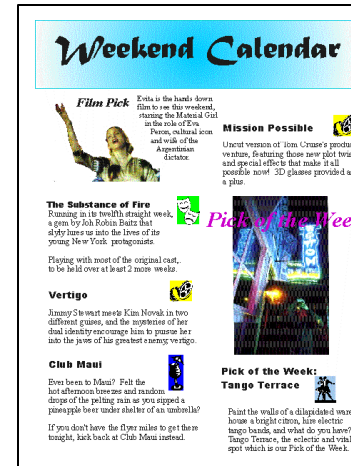 Weekend Calendar
Film Pick
Evita is the hands down
film to see this weekend,
starring the Material Girl
in the role of Eva
Peron, cultural icon
and wife of the
Argentinian
dictator.
The Substance of Fire
Running in its twelfth straight week,
a gem by Joh Robin Baitz that
slyly lures us into the lives of its
young New York protagonists.
Playing with most of the original cast,
to be held over at least 2 more weeks.
Vertigo
Jimmy Stewart meets Kim Novak in two
different guises, and the mysteries of her
dual identity encourage him to pursue her
into the jaws of his greatest enemy, vertigo.
Club Maui
Ever been to Maui? Felt the
hot afternoon breezes and random
drops of the pelting rain as you sipped a
pineapple beer under shelter of an umbrella?
If you don't have the flyer miles to get there
tonight, kick back at Club Maui instead.
Mission Possible
Uncut version of Tom Cruise's
venture, featuring those new plot
and special effects that make it all
possible now! 3D glasses provided
a plus.
Pick of the
Pick of the Week:
Tango Terrace
Paint the walls of a dilapidated
house a bright citron, hire electric
tango bands, and what do you have?
Tango Terrace, the eclectic and
spot which is our Pick of the Week.